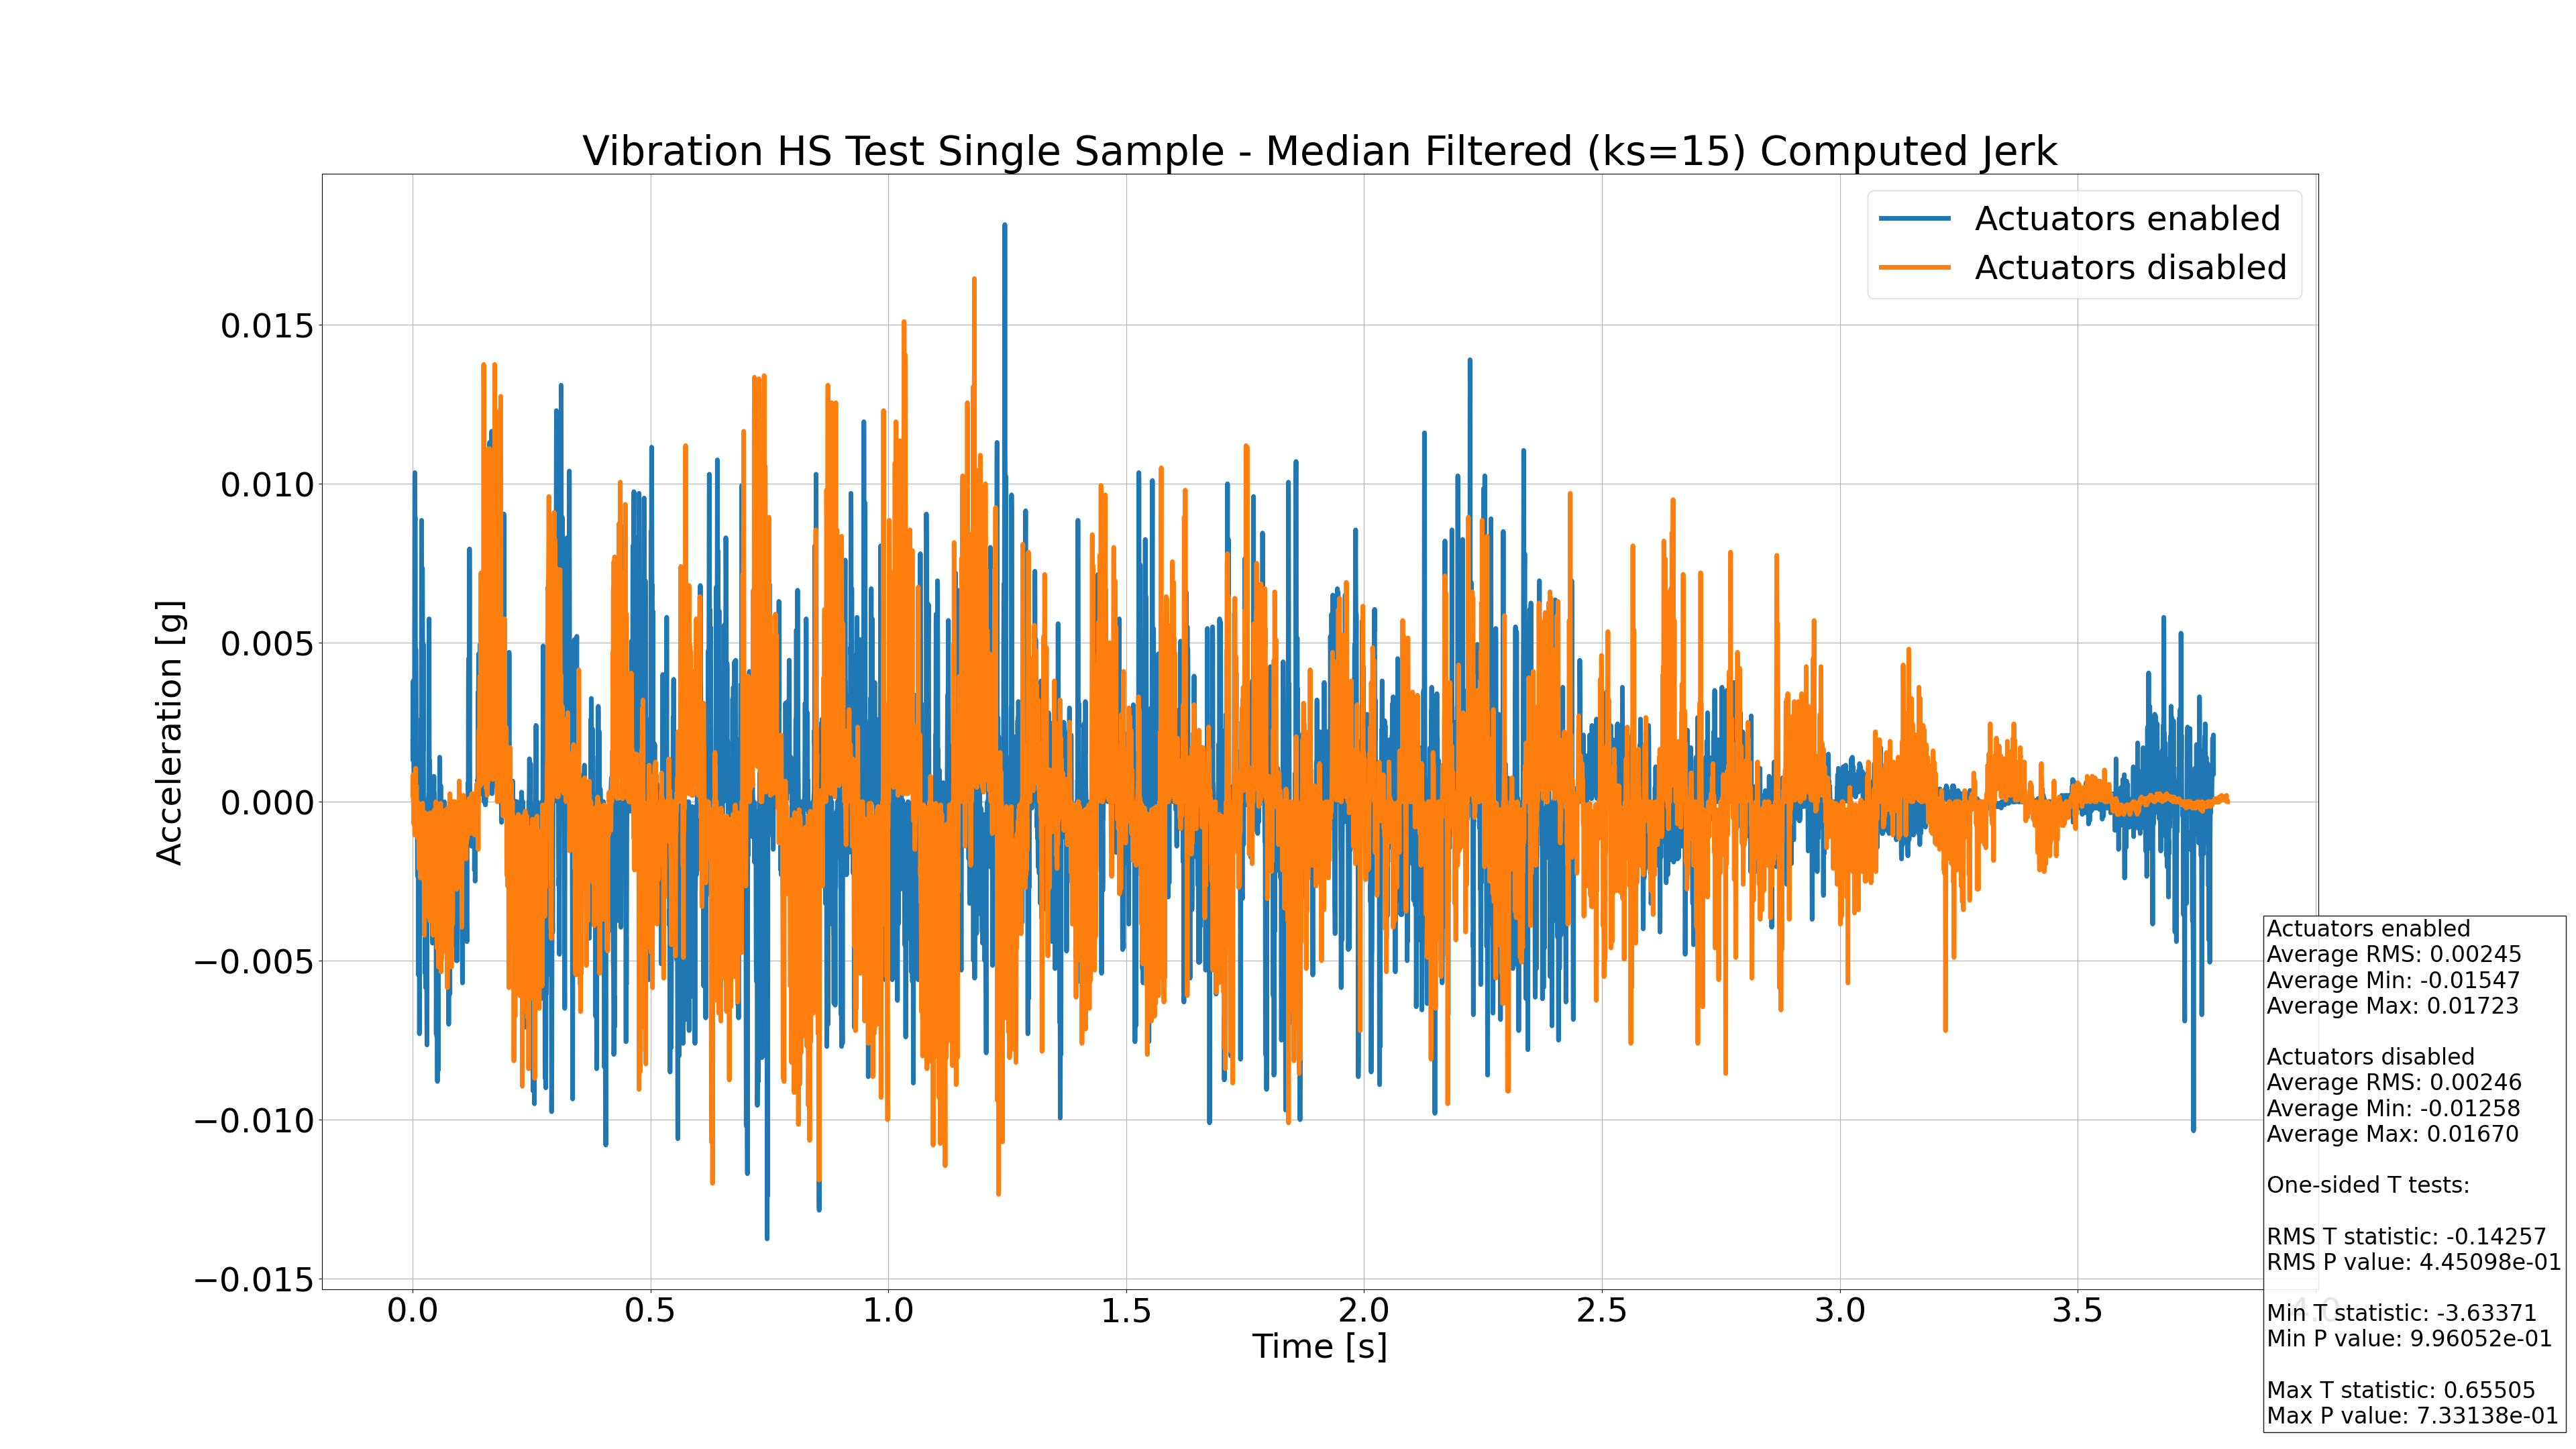 Vibration HS Test Single Sample - Median Filtered (ks=15) Computed Jerk
Actuators enabled
Actuators disabled
Acceleration [g]
0.015
0.010
0.005
0.000
−0.005
−0.010
−0.015
0.0 0.5 1.0 1.5 2.0 2.5 3.0 3.5 4.0
Time [s]
Actuators enabled
Average RMS: 0.00245
Average Min: -0.01547
Average Max: 0.01723
Actuators disabled
Average RMS: 0.00246
Average Min: -0.01258
Average Max: 0.01670
One-sided T tests:
RMS T statistic: -0.14257
RMS P value: 4.45098e-01
Min T statistic: -3.63371
Min P value: 9.96052e-01
Max T statistic: 0.65505
Max P value: 7.33138e-01